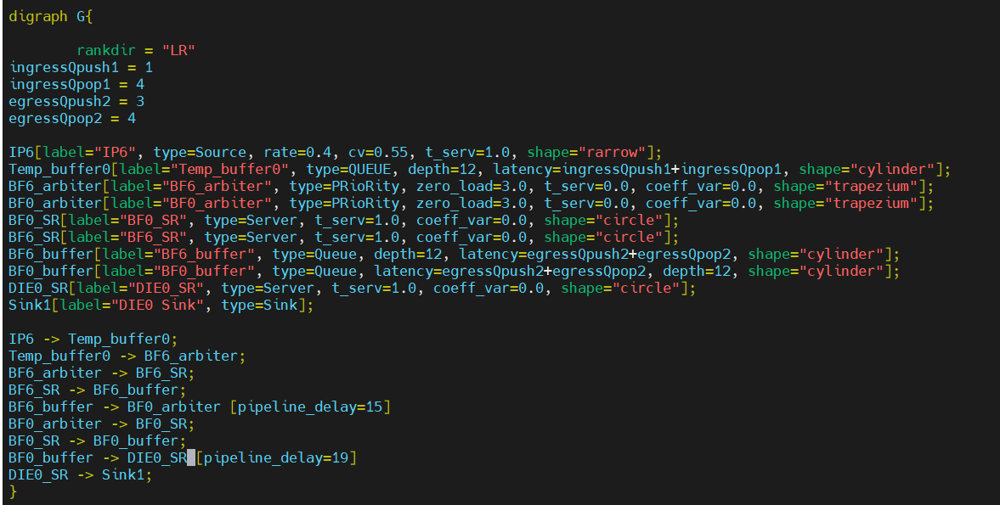 digraph G{
rankdir = "LR"
ingressQpush1 = 1
ingressQpop1 = 4
egressQpush2 = 3
egressQpop2 = 4
IP6[label="IP6", type=Source, rate=0.4, cv=0.55, t_serv=1.0, shape="rarrow"];
Temp_buffer0[label="Temp_buffer0", type=QUEUE, depth=12, latency=ingressQpush1+ingressQpop1, shape="cylinder"];
BF6_arbiter[label="BF6_arbiter", type=PRioRity, zero_load=3.0, t_serv=0.0, coeff_var=0.0, shape="trapezium"];
BF0_arbiter[label="BF0_arbiter", type=PRioRity, zero_load=3.0, t_serv=0.0, coeff_var=0.0, shape="trapezium"];
BF0_SR[label="BF0_SR", type=Server, t_serv=1.0, coeff_var=0.0, shape="circle"];
BF6_SR[label="BF6_SR", type=Server, t_serv=1.0, coeff_var=0.0, shape="circle"];
BF6_buffer[label="BF6_buffer", type=Queue, depth=12, latency=egressQpush2+egressQpop2, shape="cylinder"];
BF0_buffer[label="BF0_buffer", type=Queue, latency=egressQpush2+egressQpop2, depth=12, shape="cylinder"];
DIE0_SR[label="DIE0_SR", type=Server, t_serv=1.0, coeff_var=0.0, shape="circle"];
Sink1[label="DIE0 Sink", type=Sink];
IP6 -> Temp_buffer0;
Temp_buffer0 -> BF6_arbiter;
BF6_arbiter -> BF6_SR;
BF6_SR -> BF6_buffer;
BF6_buffer -> BF0_arbiter [pipeline_delay=15]
BF0_arbiter -> BF0_SR;
BF0_SR -> BF0_buffer;
BF0_buffer -> DIE0_SR [pipeline_delay=19]
DIE0_SR -> Sink1;
}